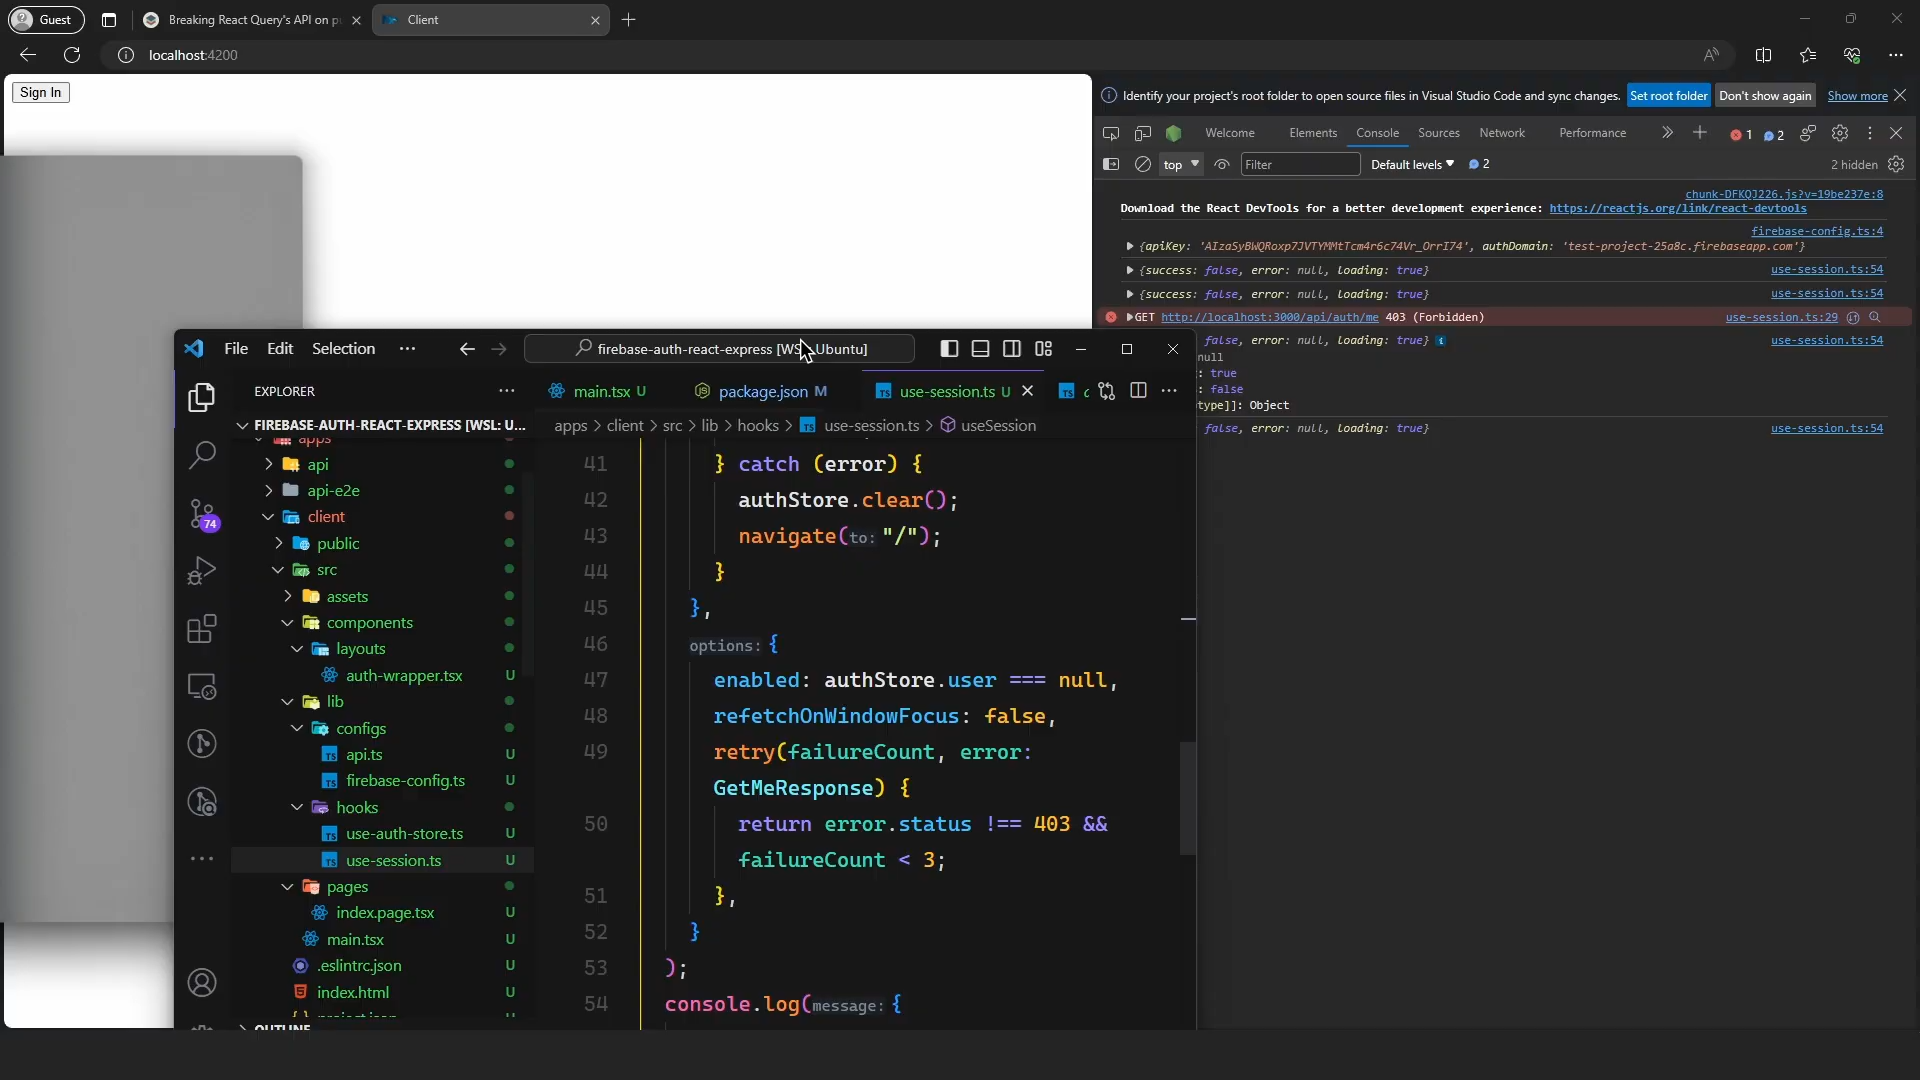 Guest
Breaking React Query's API on p
Client
localhost:4200
Sign In
Identify your project's root folder to open source files in Visual Studio Code and sync changes.
Set root folder
Don't show again
Show more
Welcome
Elements
Console
Sources
Network
Performance
1
2
top
Filter
Default levels
2
2 hidden
chunk-DFKQJ226.js?v=19be237e:8
Download the React DevTools for a better development experience: https://reactjs.org/link/react-devtools
firebase-config.ts:4
authDomain: 'test-project-25a8c.firebaseapp.com'}
{success: false, error: null, loading: true}
use-session.ts:54
{success: false, error: null, loading: true}
use-session.ts:54
GET http://localhost:3000/api/auth/me 403 (Forbidden)
use-session.ts:29
false, error: null, loading: true}
use-session.ts:54
null
: true
: false
type]]: Object
false, error: null, loading: true}
use-session.ts:54
File
Edit
Selection
firebase-auth-react-express [WS Ubuntu]
EXPLORER
main.tsx U
package.json M
use-session.ts U
FIREBASE-AUTH-REACT-EXPRESS [WSL: U...
apps > client > src > lib > hooks > use-session.ts > useSession
apps
api
api-e2e
client
public
src
assets
components
layouts
auth-wrapper.tsx U
lib
configs
api.ts U
firebase-config.ts U
hooks
use-auth-store.ts U
use-session.ts U
pages
index.page.tsx U
main.tsx U
.eslintrc.json U
index.html U
project.json U
OUTLINE
74
41 } catch (error) {
42 authStore.clear();
43 navigate(to: "/");
44 }
45 },
46 options: {
47 enabled: authStore.user === null,
48 refetchOnWindowFocus: false,
49 retry(failureCount, error:
GetMeResponse) {
50 return error.status !== 403 &&
failureCount < 3;
51 },
52 }
53 );
54 console.log(message: {